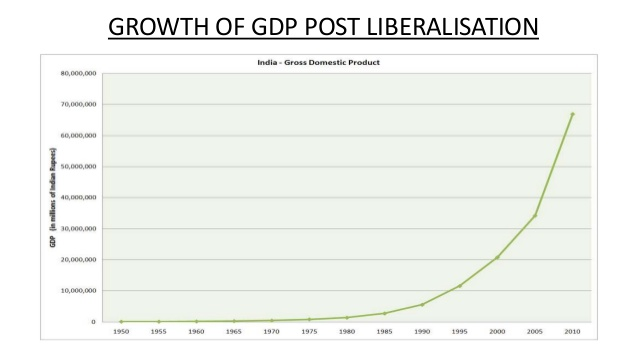 GROWTH OF GDP POST LIBERALISATION
India - Gross Domestic Product
GDP (in millions of Indian Rupees)
80,000,000
70,000,000
60,000,000
50,000,000
40,000,000
30,000,000
20,000,000
10,000,000
0
1950 1955 1960 1965 1970 1975 1980 1985 1990 1995 2000 2005 2010